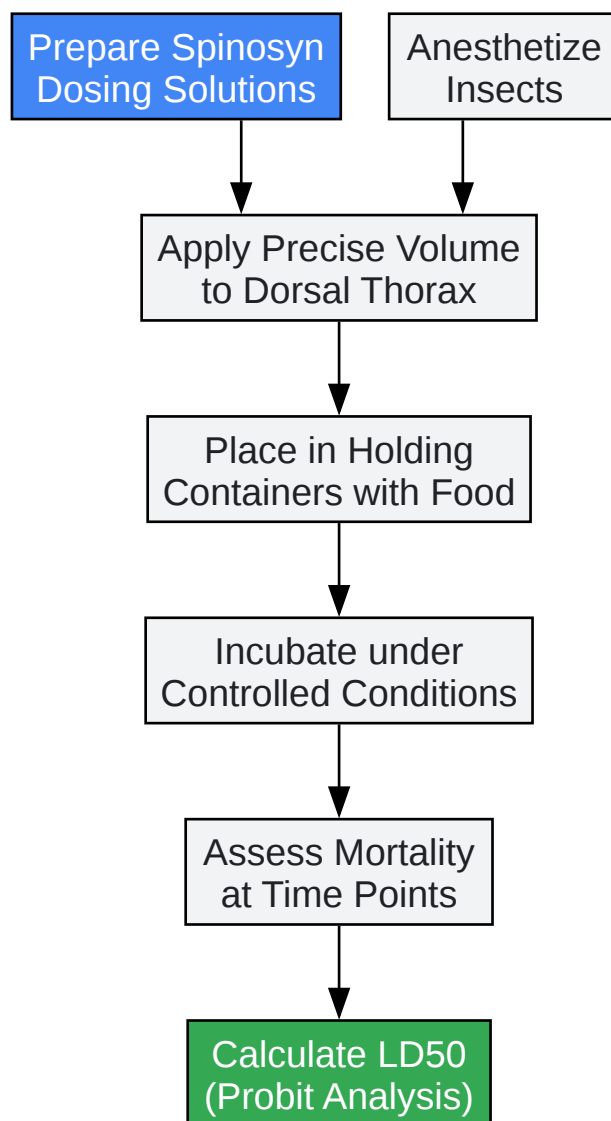 Prepare Spinosyn
Dosing Solutions
Anesthetize
Insects
Apply Precise Volume
to Dorsal Thorax
Place in Holding
Containers with Food
Incubate under
Controlled Conditions
Assess Mortality
at Time Points
Calculate LD50
(Probit Analysis)